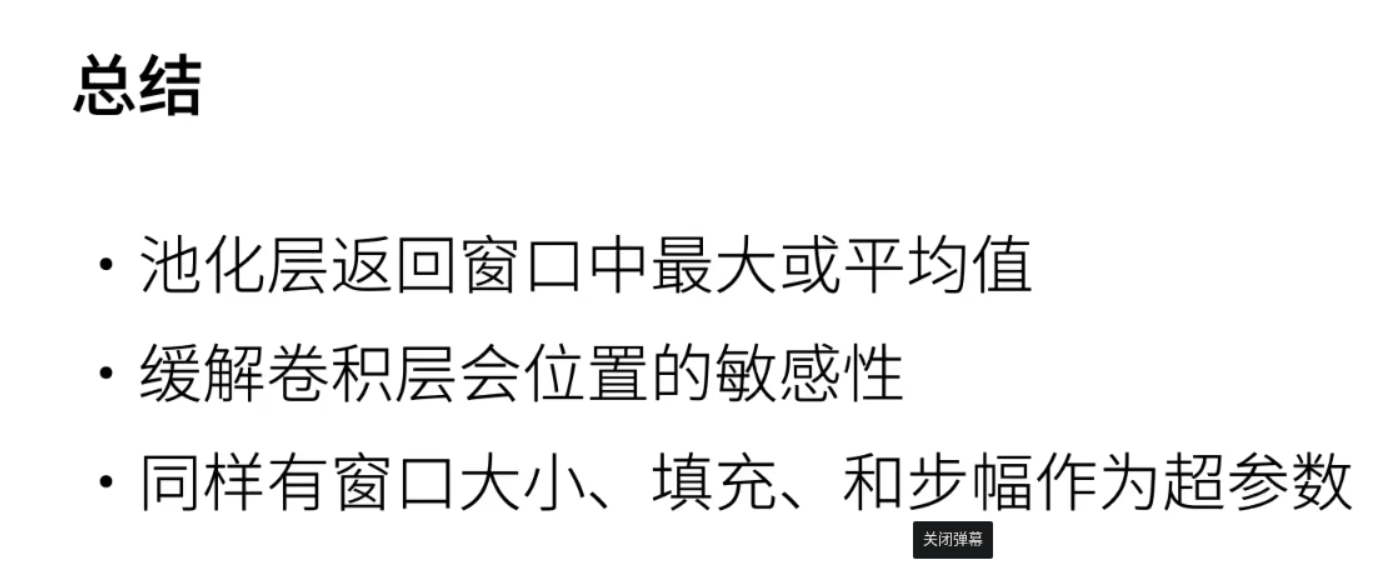 总结
• 池化层返回窗口中最大或平均值
• 缓解卷积层会位置的敏感性
• 同样有窗口大小、填充、和步幅作为超参数
关闭弹幕